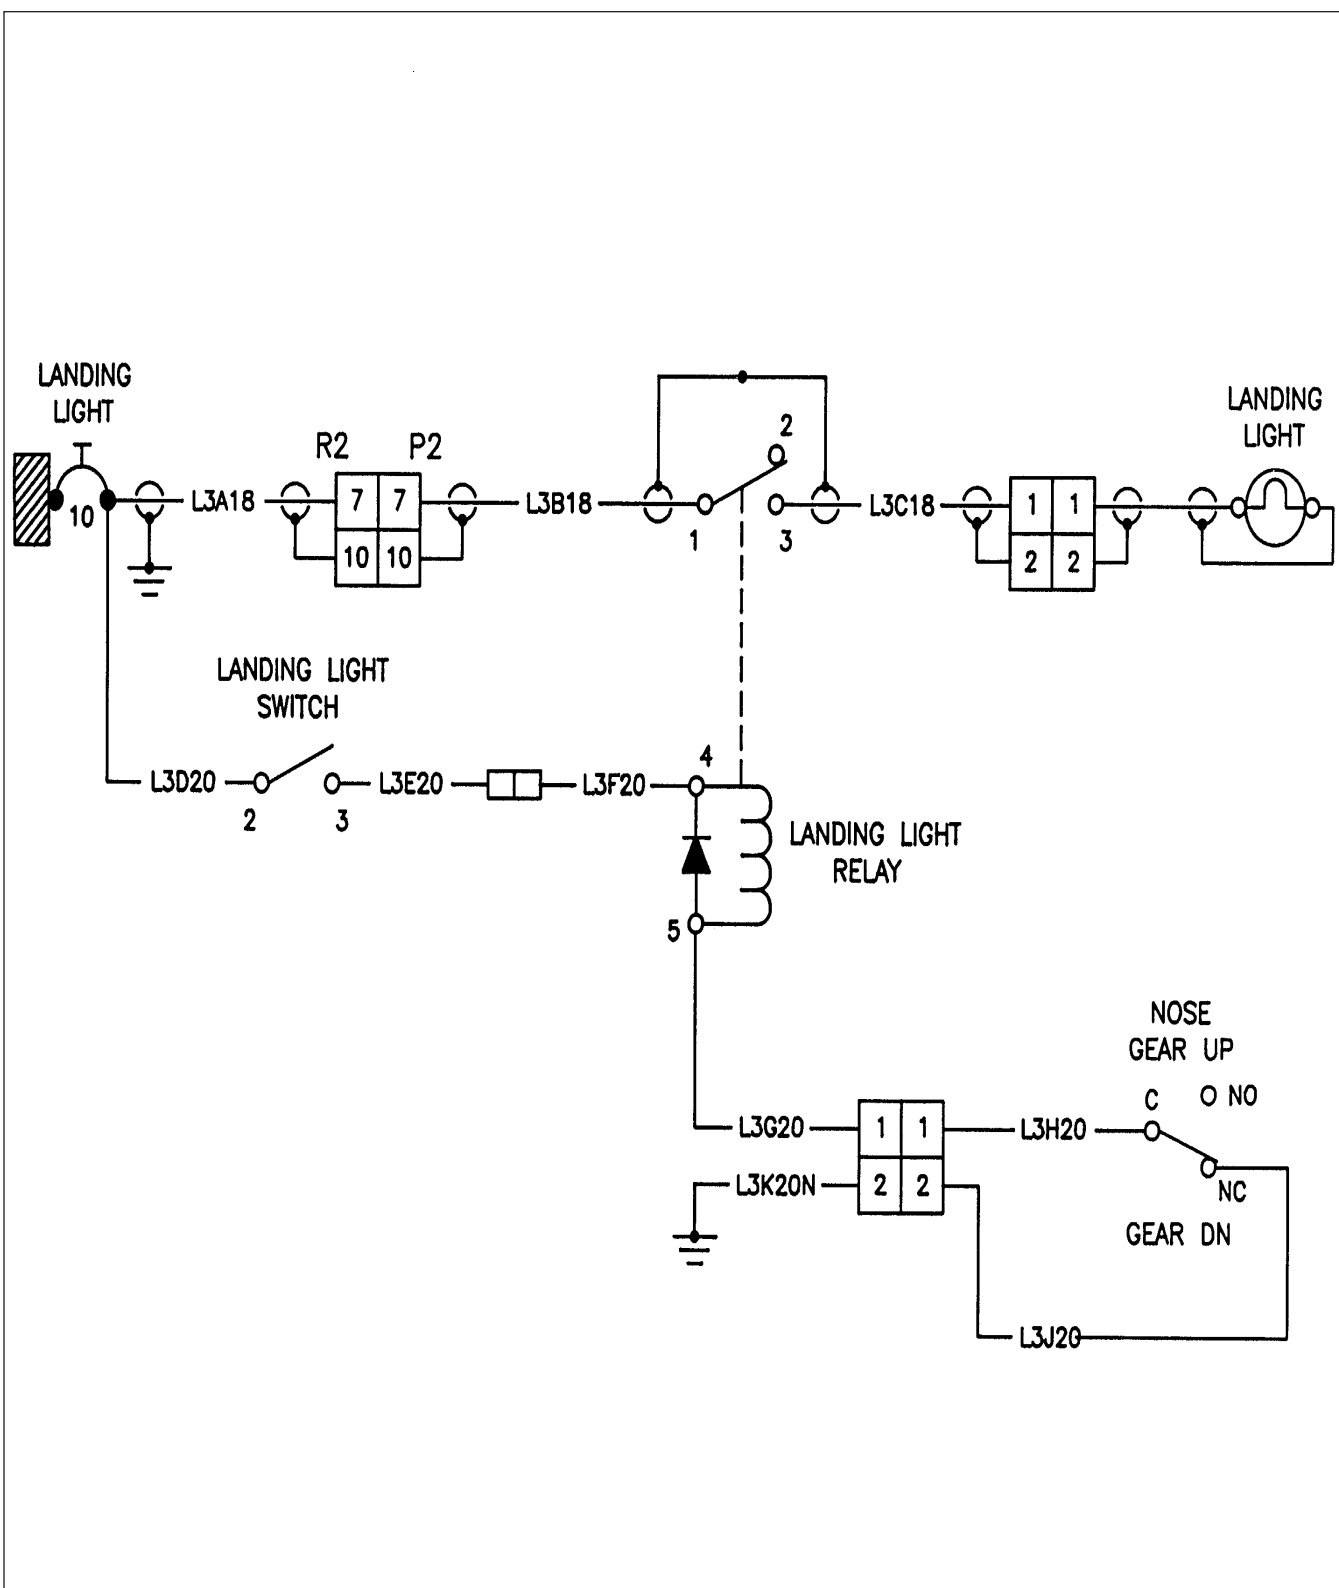 LANDING
LIGHT
10
L3A18
R2 P2
7 7
10 10
L3B18
1
2
3
L3C18
1 1
2 2
LANDING
LIGHT
LANDING LIGHT
SWITCH
L3D20
2 3
L3E20
L3F20
4
5
LANDING LIGHT
RELAY
L3G20
L3K20N
1 1
2 2
L3H20
NOSE
GEAR UP
C NO
NC
GEAR DN
L3J20